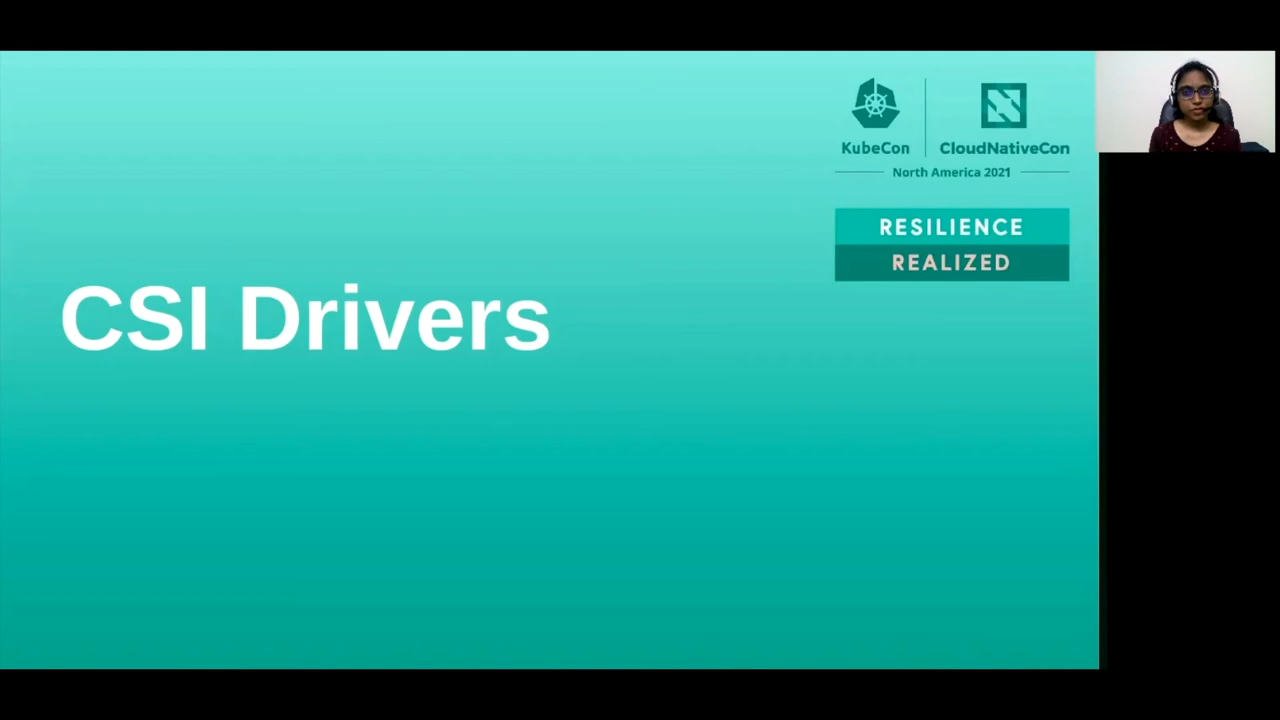 KubeCon
CloudNativeCon
North America 2021
RESILIENCE
REALIZED
CSI Drivers